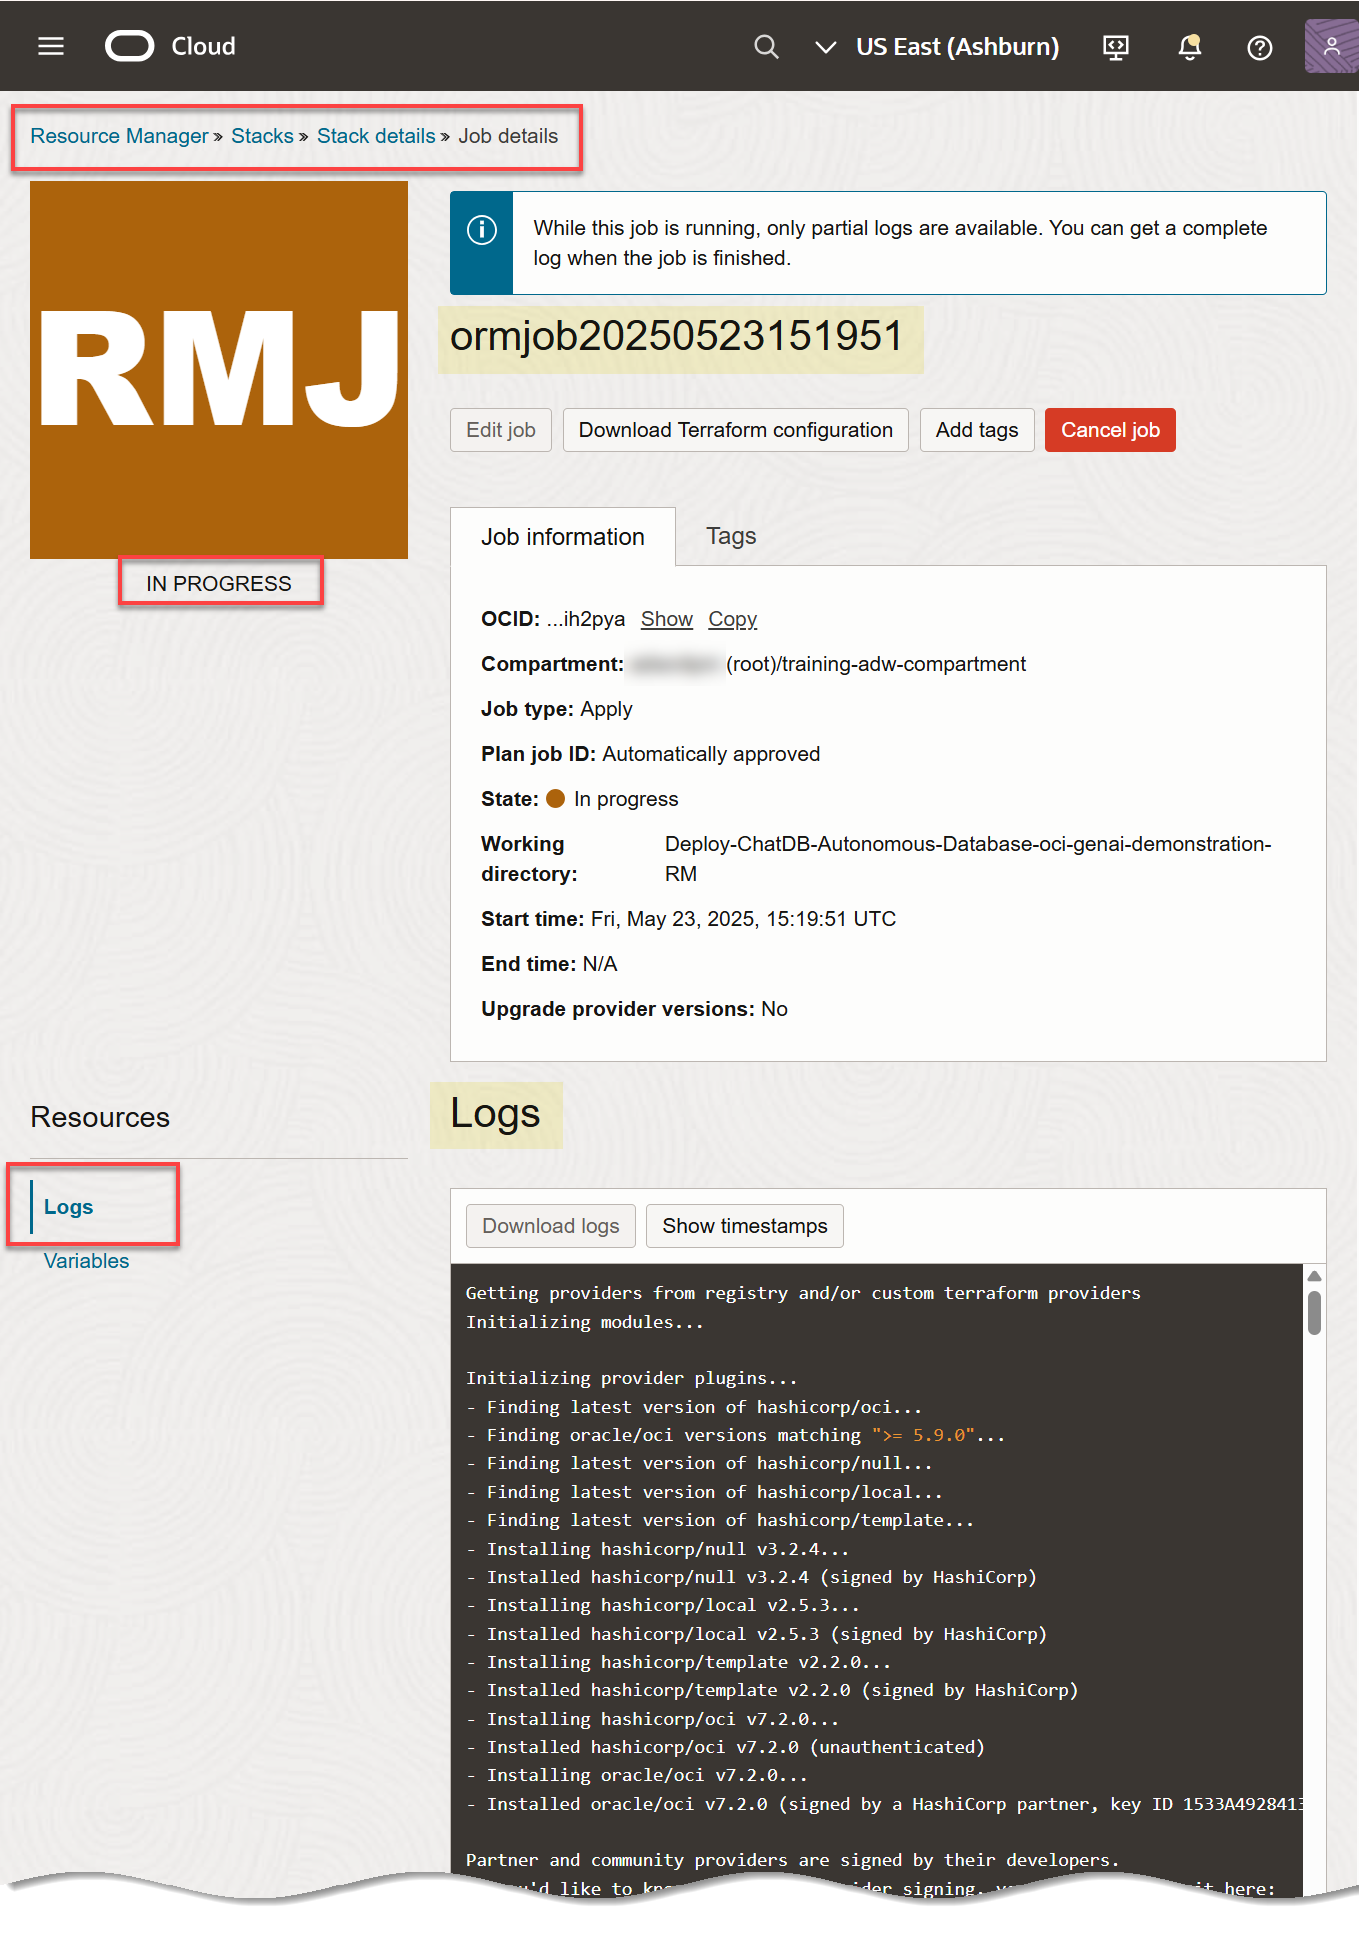 Cloud
US East (Ashburn)
Resource Manager » Stacks » Stack details » Job details
RMJ
IN PROGRESS
While this job is running, only partial logs are available. You can get a complete
log when the job is finished.
ormjob20250523151951
Edit job
Download Terraform configuration
Add tags
Cancel job
Job information
Tags
OCID: ...ih2pya Show Copy
Compartment: (root)/training-adw-compartment
Job type: Apply
Plan job ID: Automatically approved
State: In progress
Working directory: Deploy-ChatDB-Autonomous-Database-oci-genai-demonstration-
RM
Start time: Fri, May 23, 2025, 15:19:51 UTC
End time: N/A
Upgrade provider versions: No
Resources
Logs
Variables
Logs
Download logs
Show timestamps
Getting providers from registry and/or custom terraform providers
Initializing modules...
Initializing provider plugins...
- Finding latest version of hashicorp/oci...
- Finding oracle/oci versions matching ">= 5.9.0"...
- Finding latest version of hashicorp/null...
- Finding latest version of hashicorp/local...
- Finding latest version of hashicorp/template...
- Installing hashicorp/null v3.2.4...
- Installed hashicorp/null v3.2.4 (signed by HashiCorp)
- Installing hashicorp/local v2.5.3...
- Installed hashicorp/local v2.5.3 (signed by HashiCorp)
- Installing hashicorp/template v2.2.0...
- Installed hashicorp/template v2.2.0 (signed by HashiCorp)
- Installing hashicorp/oci v7.2.0...
- Installed hashicorp/oci v7.2.0 (unauthenticated)
- Installing oracle/oci v7.2.0...
- Installed oracle/oci v7.2.0 (signed by a HashiCorp partner, key ID 1533A4928413
Partner and community providers are signed by their developers.
like to signing. here: